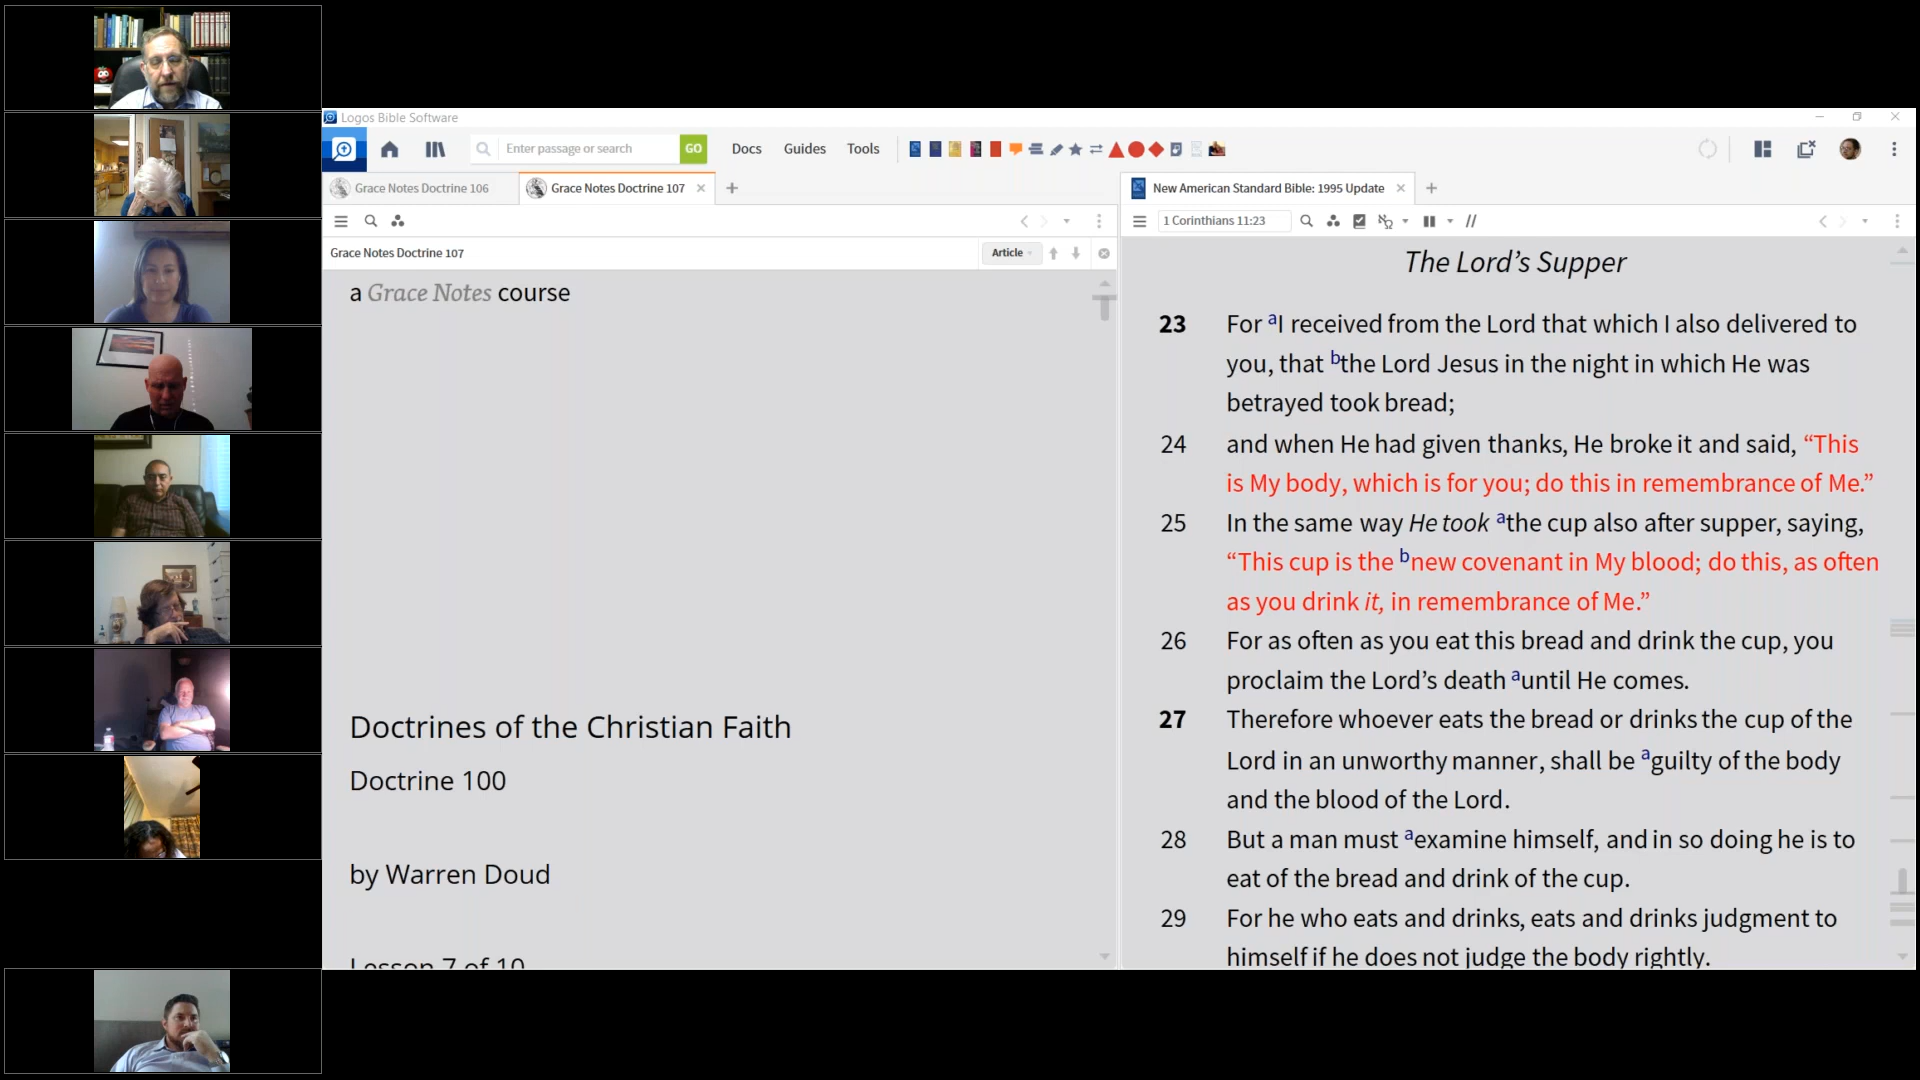 Logos Bible Software
Enter passage or search
GO
Docs
Guides
Tools
Grace Notes Doctrine 106
Grace Notes Doctrine 107
New American Standard Bible: 1995 Update
1 Corinthians 11:23
Grace Notes Doctrine 107
Article
a Grace Notes course
Doctrines of the Christian Faith
Doctrine 100
by Warren Doud
Lesson 7 of 10
The Lord’s Supper
23 For aI received from the Lord that which I also delivered to
you, that bthe Lord Jesus in the night in which He was
betrayed took bread;
24 and when He had given thanks, He broke it and said, “This
is My body, which is for you; do this in remembrance of Me.”
25 In the same way He took athe cup also after supper, saying,
“This cup is the bnew covenant in My blood; do this, as often
as you drink it, in remembrance of Me.”
26 For as often as you eat this bread and drink the cup, you
proclaim the Lord’s death auntil He comes.
27 Therefore whoever eats the bread or drinks the cup of the
Lord in an unworthy manner, shall be aguilty of the body
and the blood of the Lord.
28 But a man must aexamine himself, and in so doing he is to
eat of the bread and drink of the cup.
29 For he who eats and drinks, eats and drinks judgment to
himself if he does not judge the body rightly.